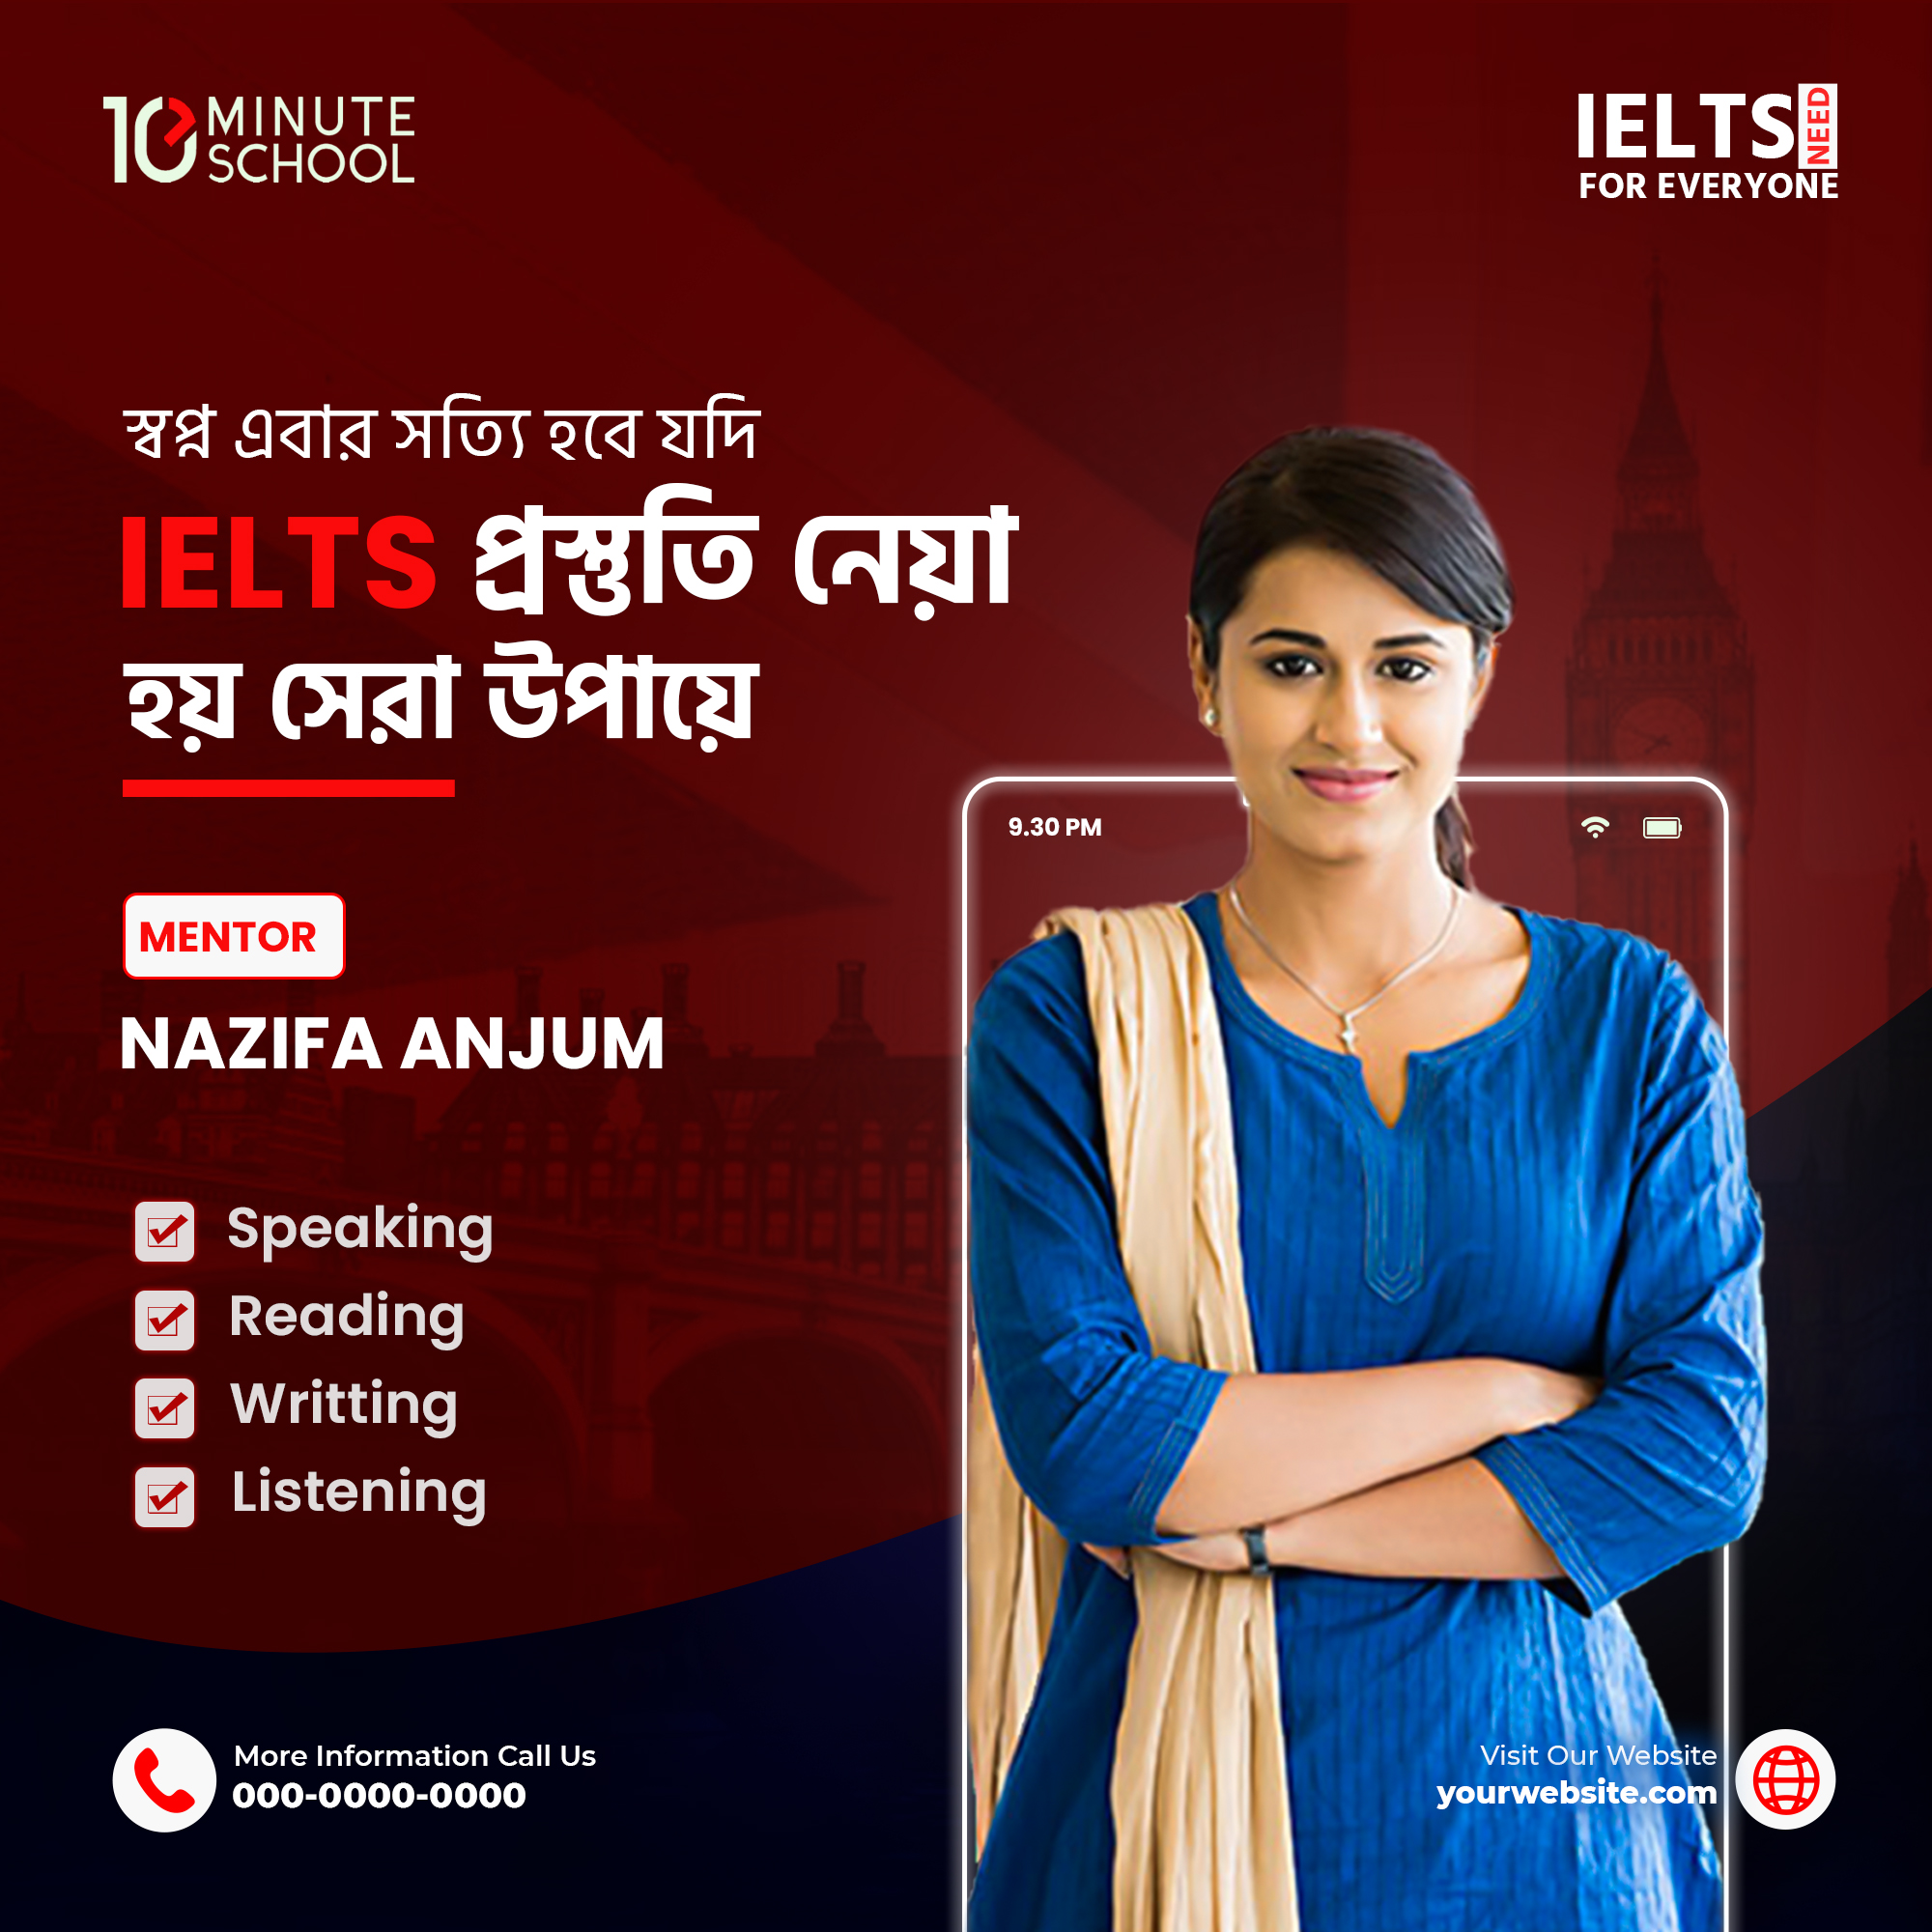 10 MINUTE
SCHOOL
IELTS NEED
FOR EVERYONE
স্বপ্ন এবার সত্যি হবে যদি
IELTS প্রস্তুতি নেয়া
হয় সেরা উপায়ে
9.30 PM
MENTOR
NAZIFA ANJUM
Speaking
Reading
Writting
Listening
More Information Call Us
000-0000-0000
Visit Our Website
yourwebsite.com